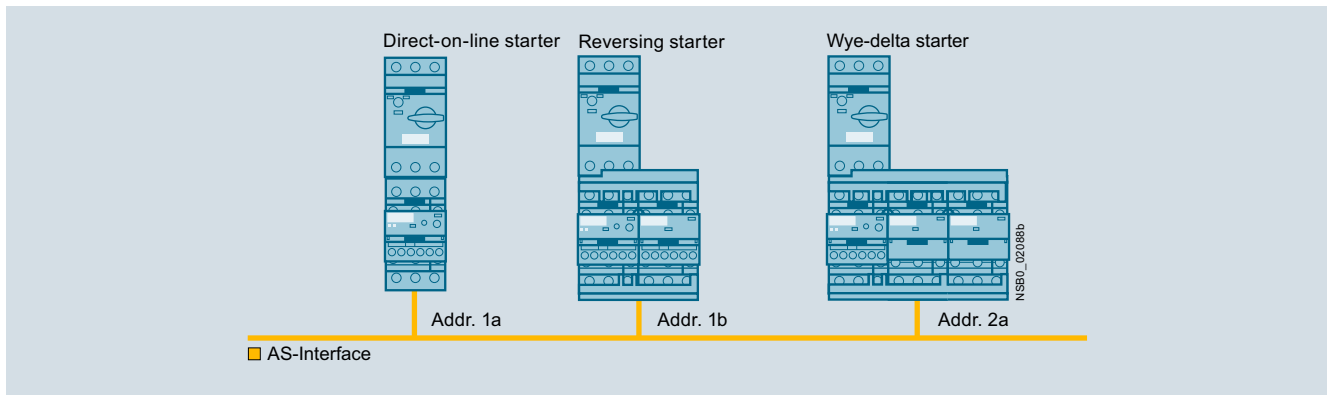 Direct-on-line starter
Reversing starter
Wye-delta starter
NSB0_02088b
Addr. 1a
Addr. 1b
Addr. 2a
AS-Interface